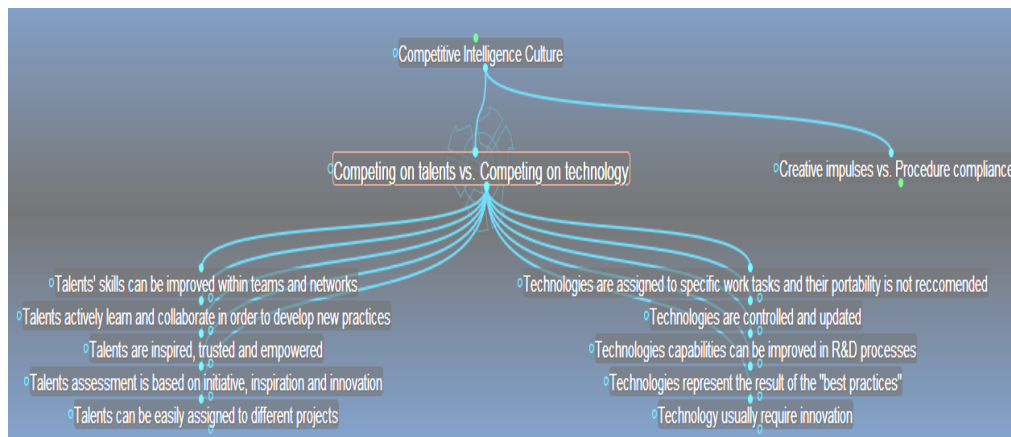 Competitive Intelligence Culture
Competing on talents vs. Competing on technology
Creative impulses vs. Procedure compliance
Talents' skills can be improved within teams and networks
Talents actively learn and collaborate in order to develop new practices
Talents are inspired, trusted and empowered
Talents assessment is based on initiative, inspiration and innovation
Talents can be easily assigned to different projects
Technologies are assigned to specific work tasks and their portability is not reccomended
Technologies are controlled and updated
Technologies capabilities can be improved in R&D processes
Technologies represent the result of the "best practices"
Technology usually require innovation